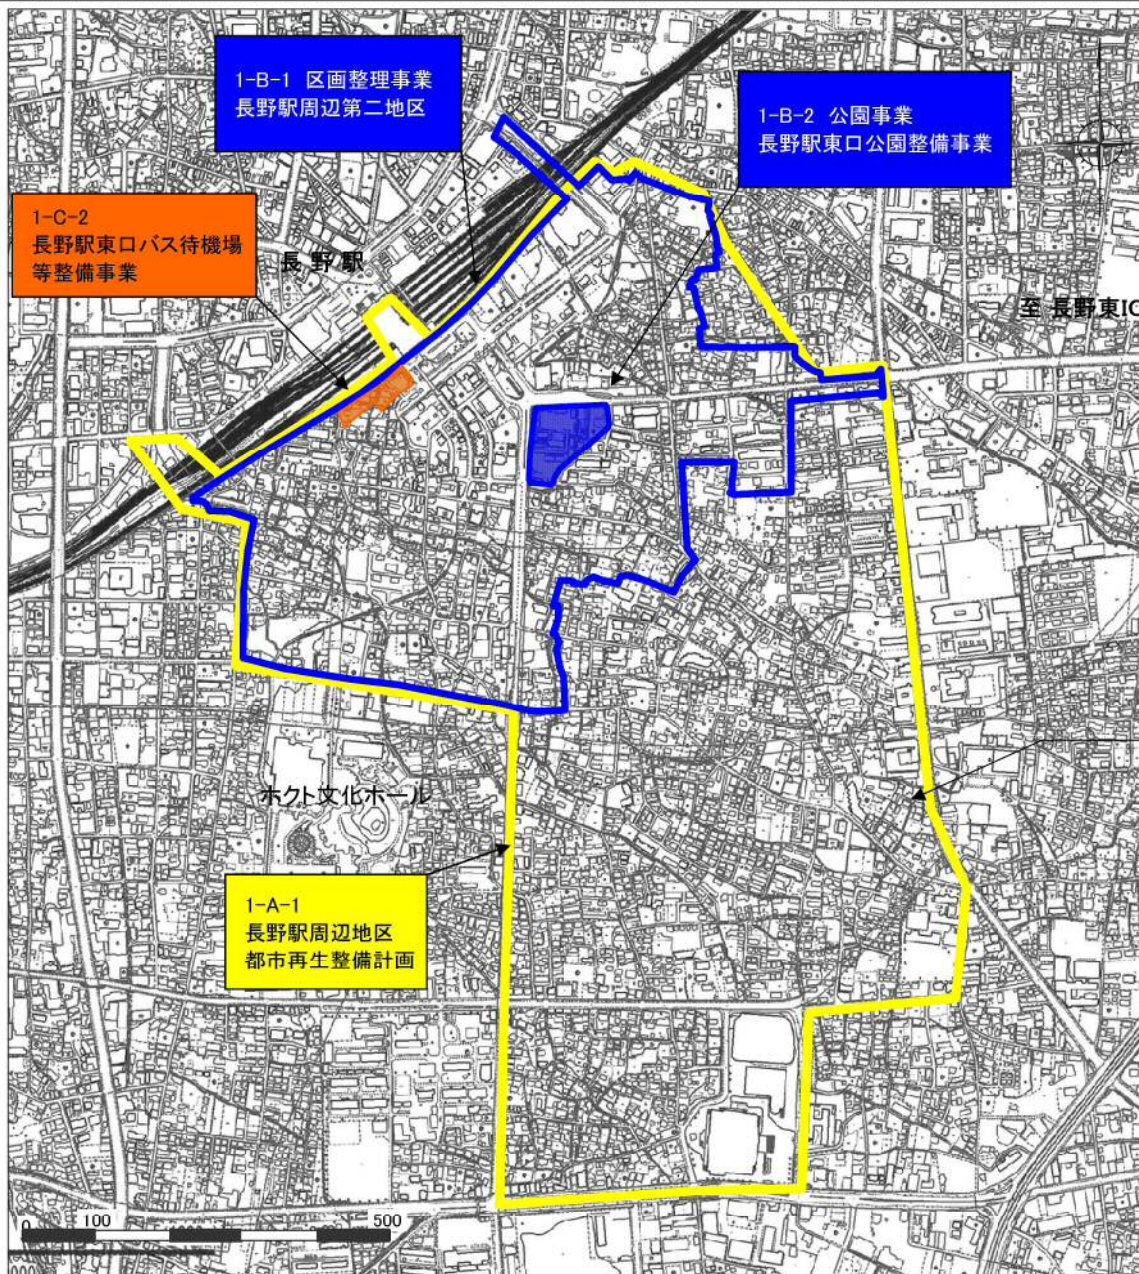 1-B-1 区画整理事業
長野駅周辺第二地区
1-B-2 公園事業
長野駅東口公園整備事業
1-C-2
長野駅東口バス待機場
等整備事業
長野駅
至 長野東IC
ホクト文化ホール
1-A-1
長野駅周辺地区
都市再生整備計画
0 100 500